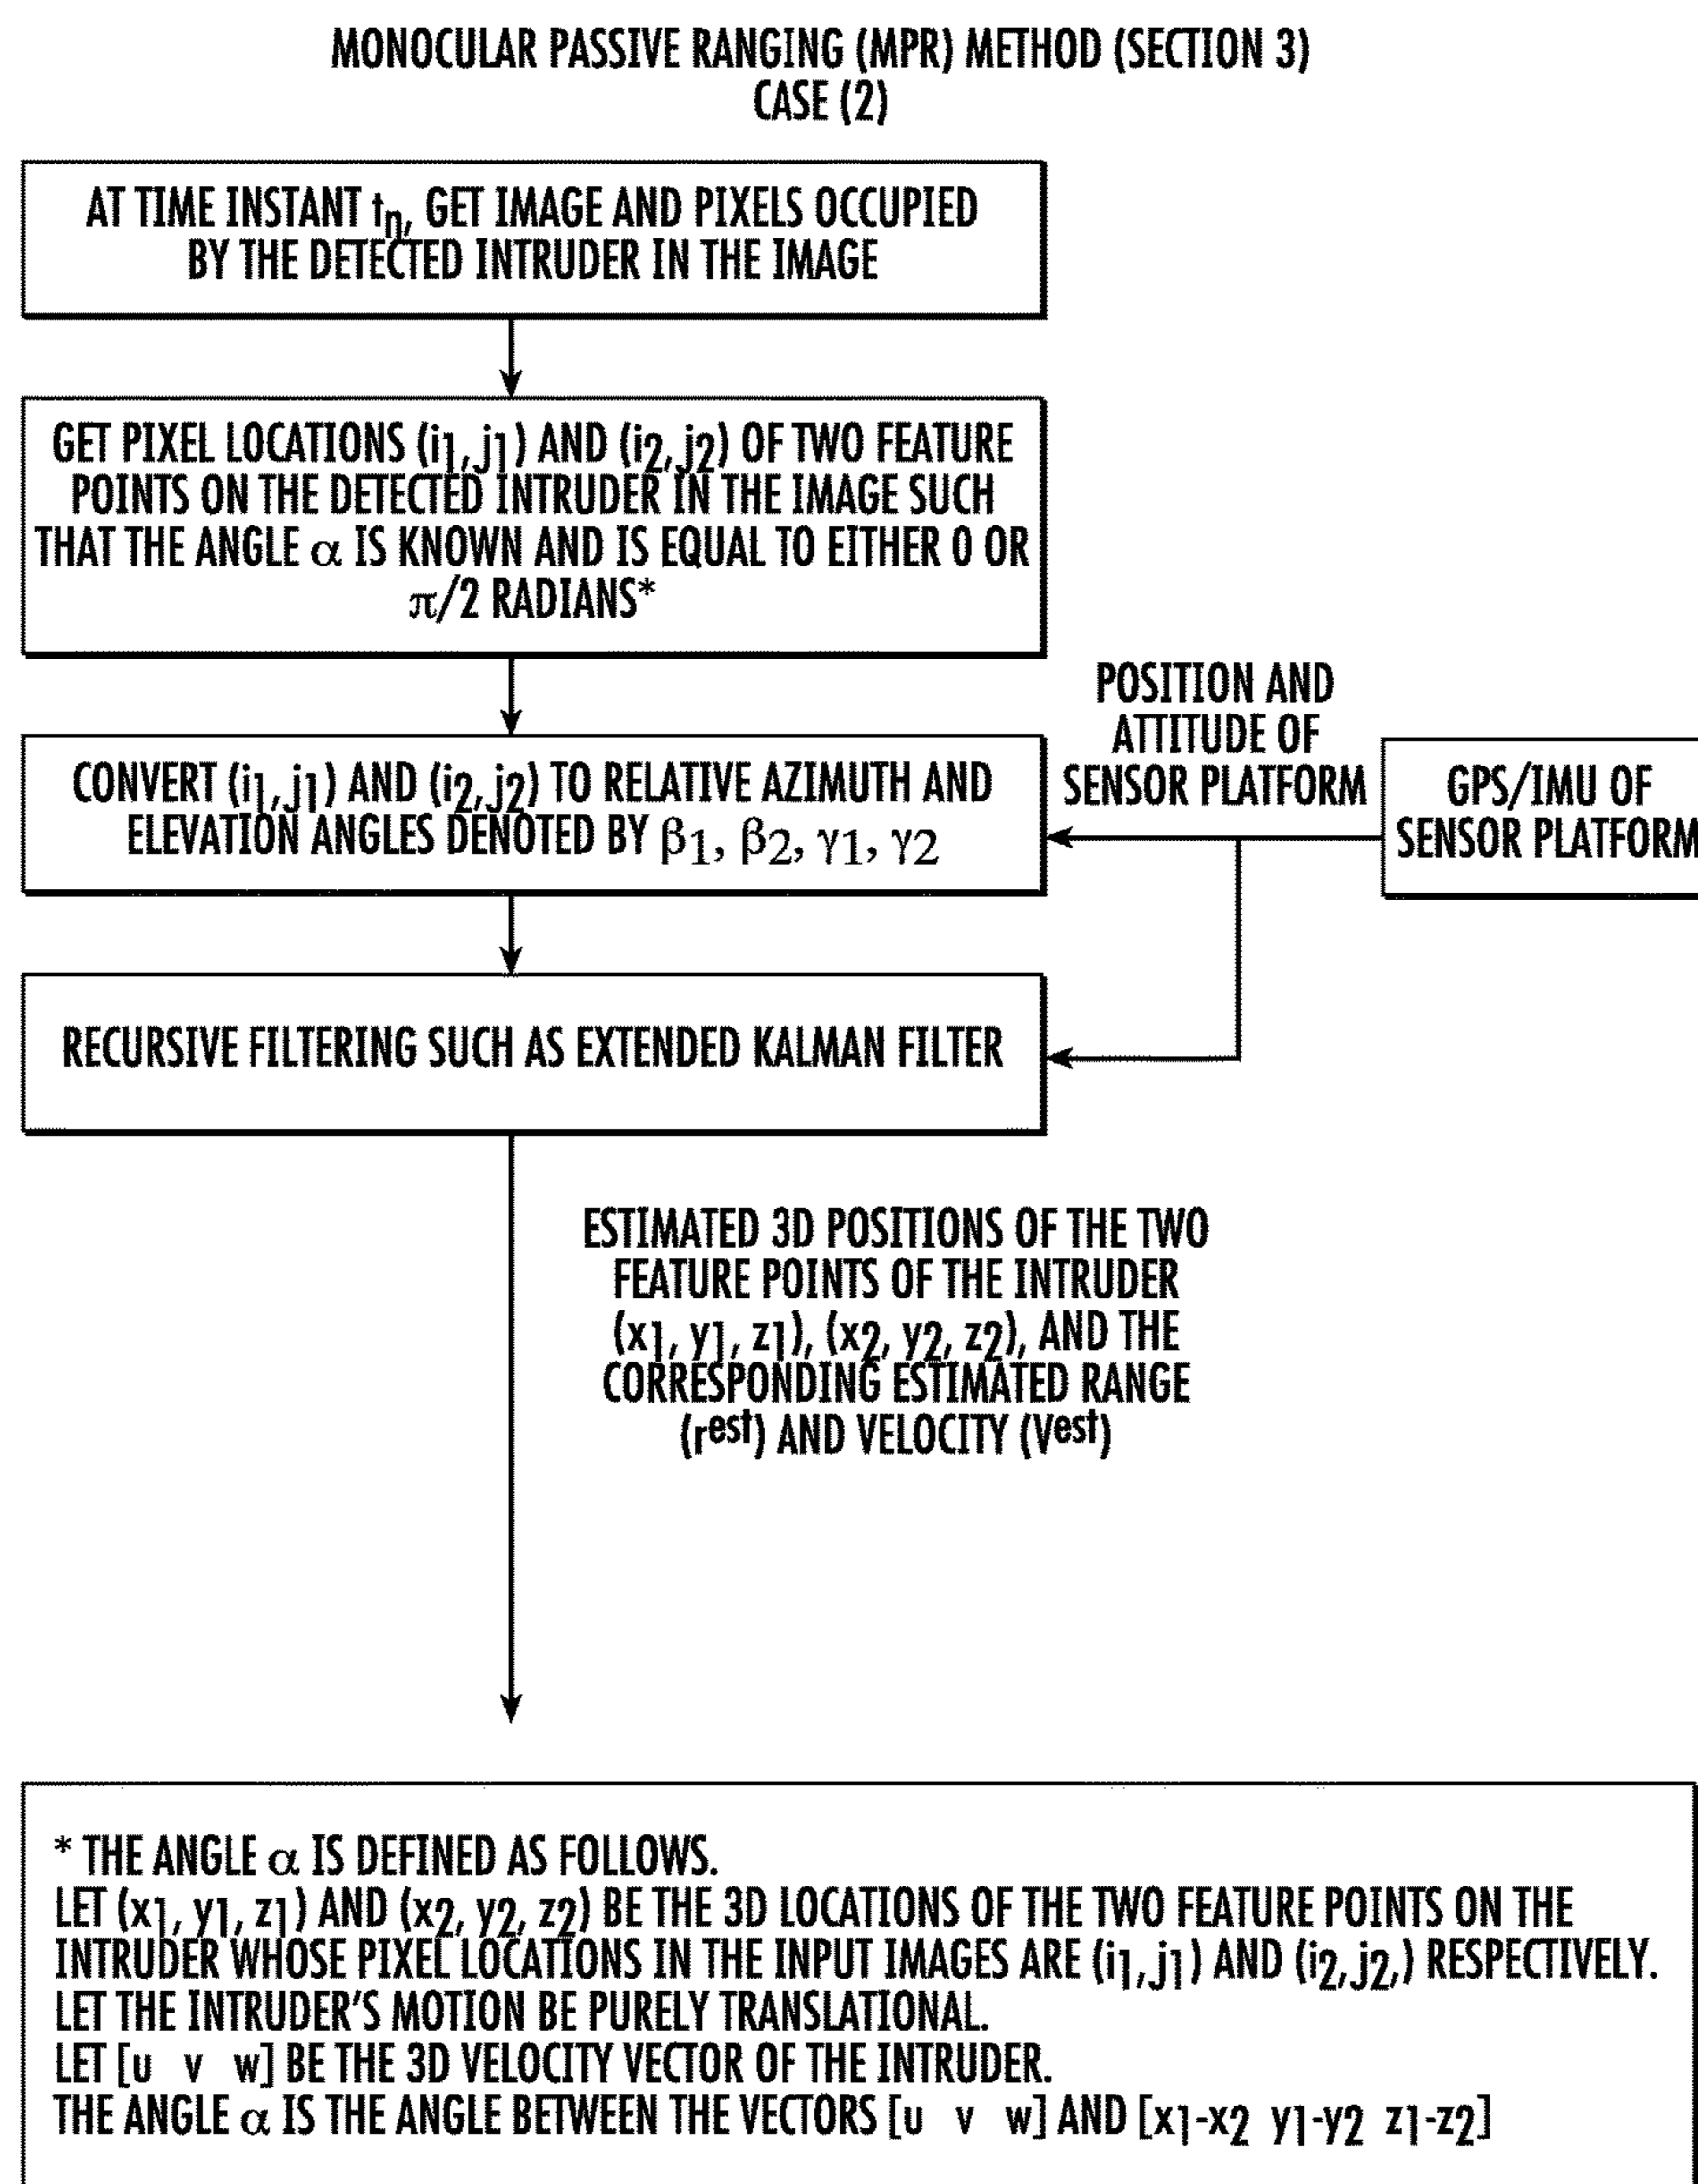 MONOCULAR PASSIVE RANGING (MPR) METHOD (SECTION 3)
CASE (2)
AT TIME INSTANT tn, GET IMAGE AND PIXELS OCCUPIED
BY THE DETECTED INTRUDER IN THE IMAGE
GET PIXEL LOCATIONS (i1,j1) AND (i2,j2) OF TWO FEATURE
POINTS ON THE DETECTED INTRUDER IN THE IMAGE SUCH
THAT THE ANGLE α IS KNOWN AND IS EQUAL TO EITHER 0 OR
π/2 RADIANS*
POSITION AND
ATTITUDE OF
SENSOR PLATFORM
GPS/IMU OF
SENSOR PLATFORM
CONVERT (i1,j1) AND (i2,j2) TO RELATIVE AZIMUTH AND
ELEVATION ANGLES DENOTED BY β1, β2, γ1, γ2
RECURSIVE FILTERING SUCH AS EXTENDED KALMAN FILTER
ESTIMATED 3D POSITIONS OF THE TWO
FEATURE POINTS OF THE INTRUDER
(x1, y1, z1), (x2, y2, z2), AND THE
CORRESPONDING ESTIMATED RANGE
(rest) AND VELOCITY (Vest)
* THE ANGLE α IS DEFINED AS FOLLOWS.
LET (x1, y1, z1) AND (x2, y2, z2) BE THE 3D LOCATIONS OF THE TWO FEATURE POINTS ON THE
INTRUDER WHOSE PIXEL LOCATIONS IN THE INPUT IMAGES ARE (i1,j1) AND (i2,j2,) RESPECTIVELY.
LET THE INTRUDER'S MOTION BE PURELY TRANSLATIONAL.
LET [u v w] BE THE 3D VELOCITY VECTOR OF THE INTRUDER.
THE ANGLE α IS THE ANGLE BETWEEN THE VECTORS [u v w] AND [x1-x2 y1-y2 z1-z2]